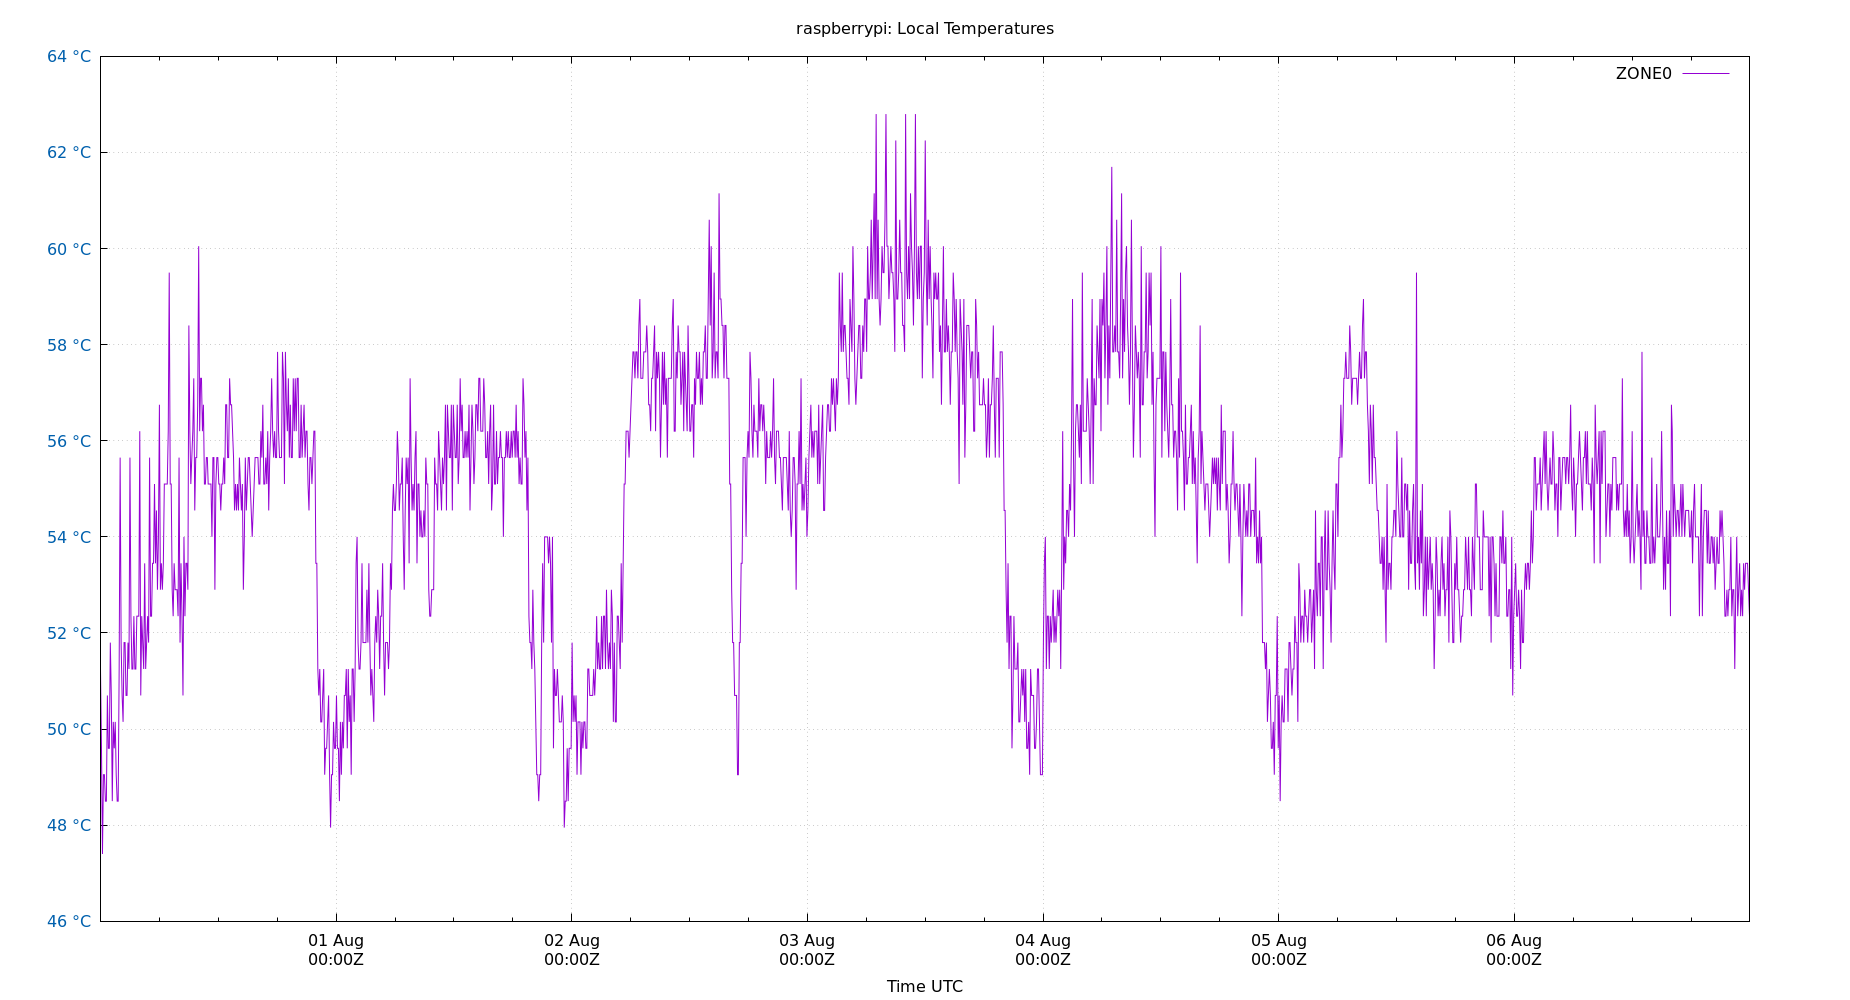 raspberrypi: Local Temperatures
64 °C
ZONE0
62 °C
60 °C
58 °C
56 °C
54 °C
52 °C
50 °C
48 °C
46 °C
01 Aug 02 Aug 03 Aug 04 Aug 05 Aug 06 Aug
00:00Z 00:00Z 00:00Z 00:00Z 00:00Z 00:00Z
Time UTC